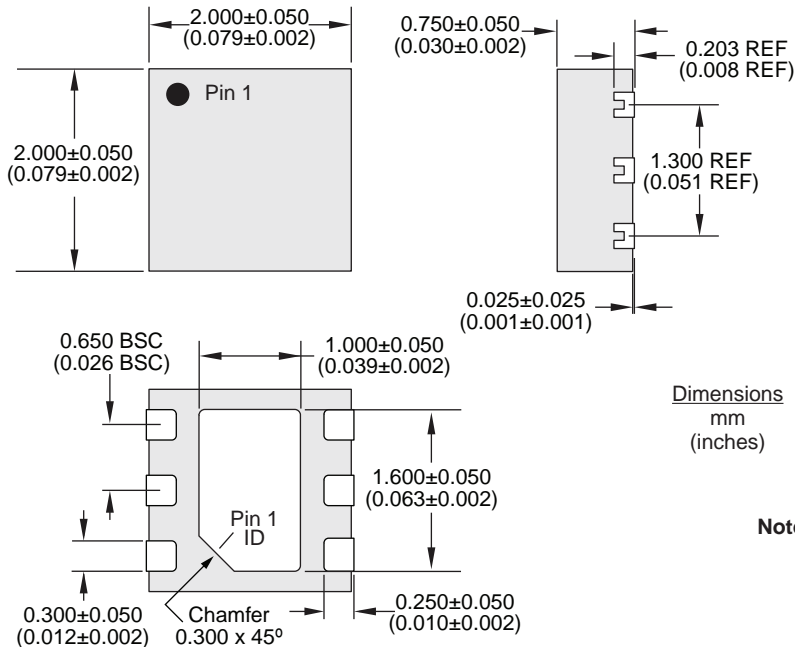 2.000±0.050
(0.079±0.002)
0.750±0.050
(0.030±0.002)
0.203 REF
(0.008 REF)
Pin 1
2.000±0.050
(0.079±0.002)
1.300 REF
(0.051 REF)
0.025±0.025
(0.001±0.001)
0.650 BSC
(0.026 BSC)
1.000±0.050
(0.039±0.002)
Dimensions
mm
(inches)
1.600±0.050
(0.063±0.002)
Pin 1
ID
0.300±0.050
(0.012±0.002)
Chamfer
0.300 x 45º
0.250±0.050
(0.010±0.002)